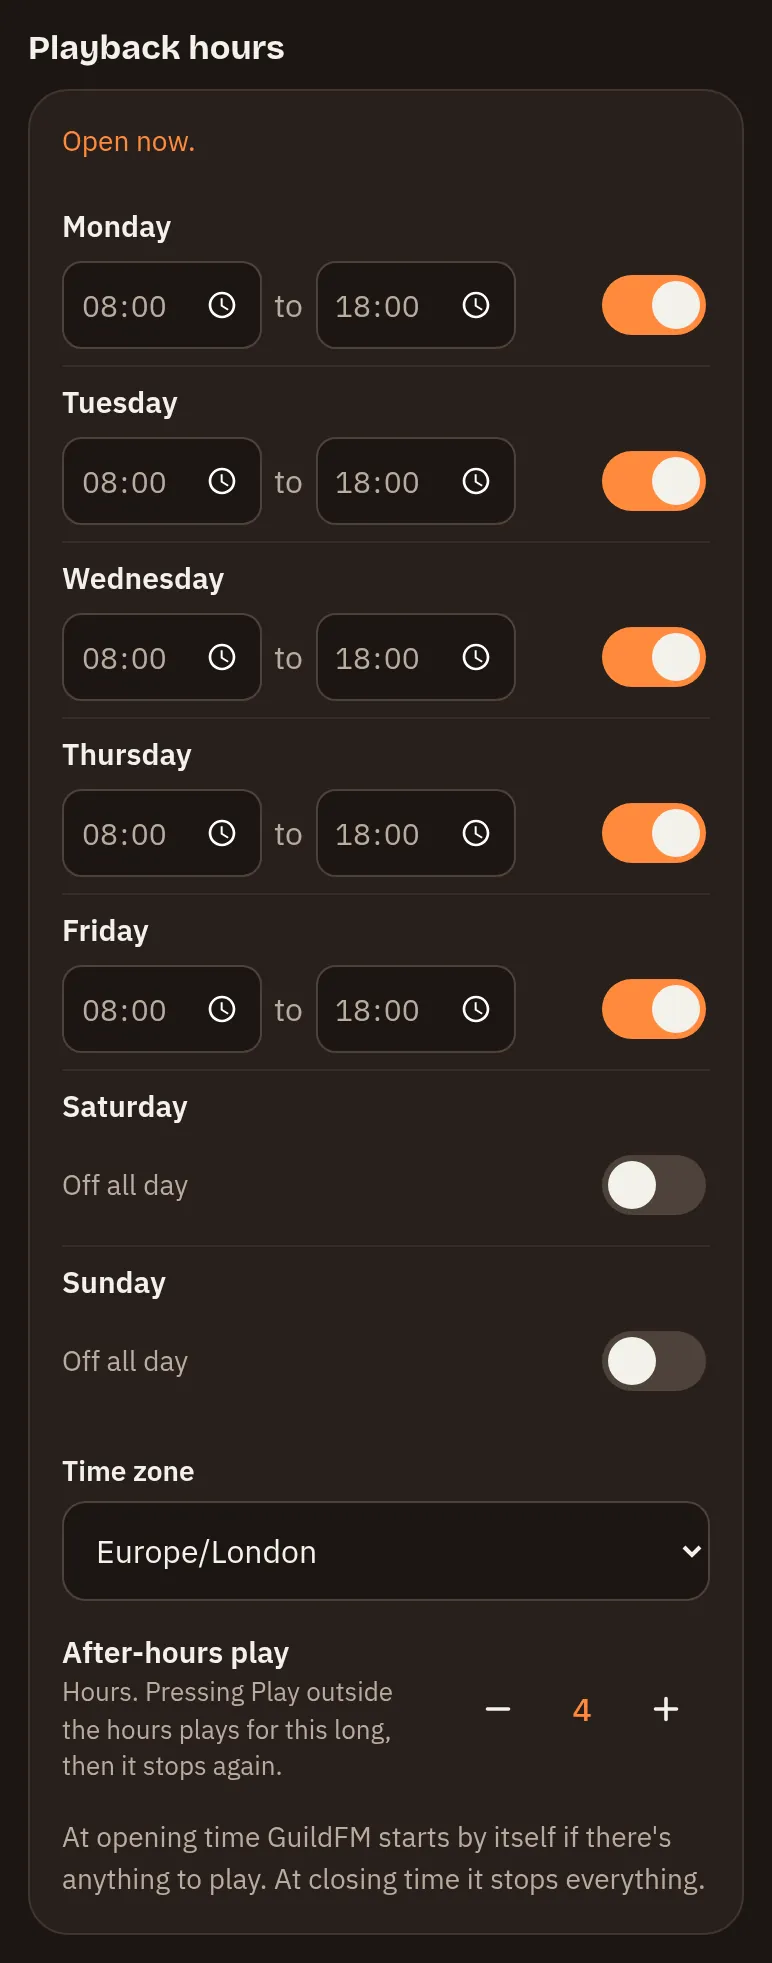 Playback hours
Open now.
Monday
08:00 to 18:00
Tuesday
08:00 to 18:00
Wednesday
08:00 to 18:00
Thursday
08:00 to 18:00
Friday
08:00 to 18:00
Saturday
Off all day
Sunday
Off all day
Time zone
Europe/London
After-hours play
Hours. Pressing Play outside
the hours plays for this long,
then it stops again.
− 4 +
At opening time GuildFM starts by itself if there's
anything to play. At closing time it stops everything.